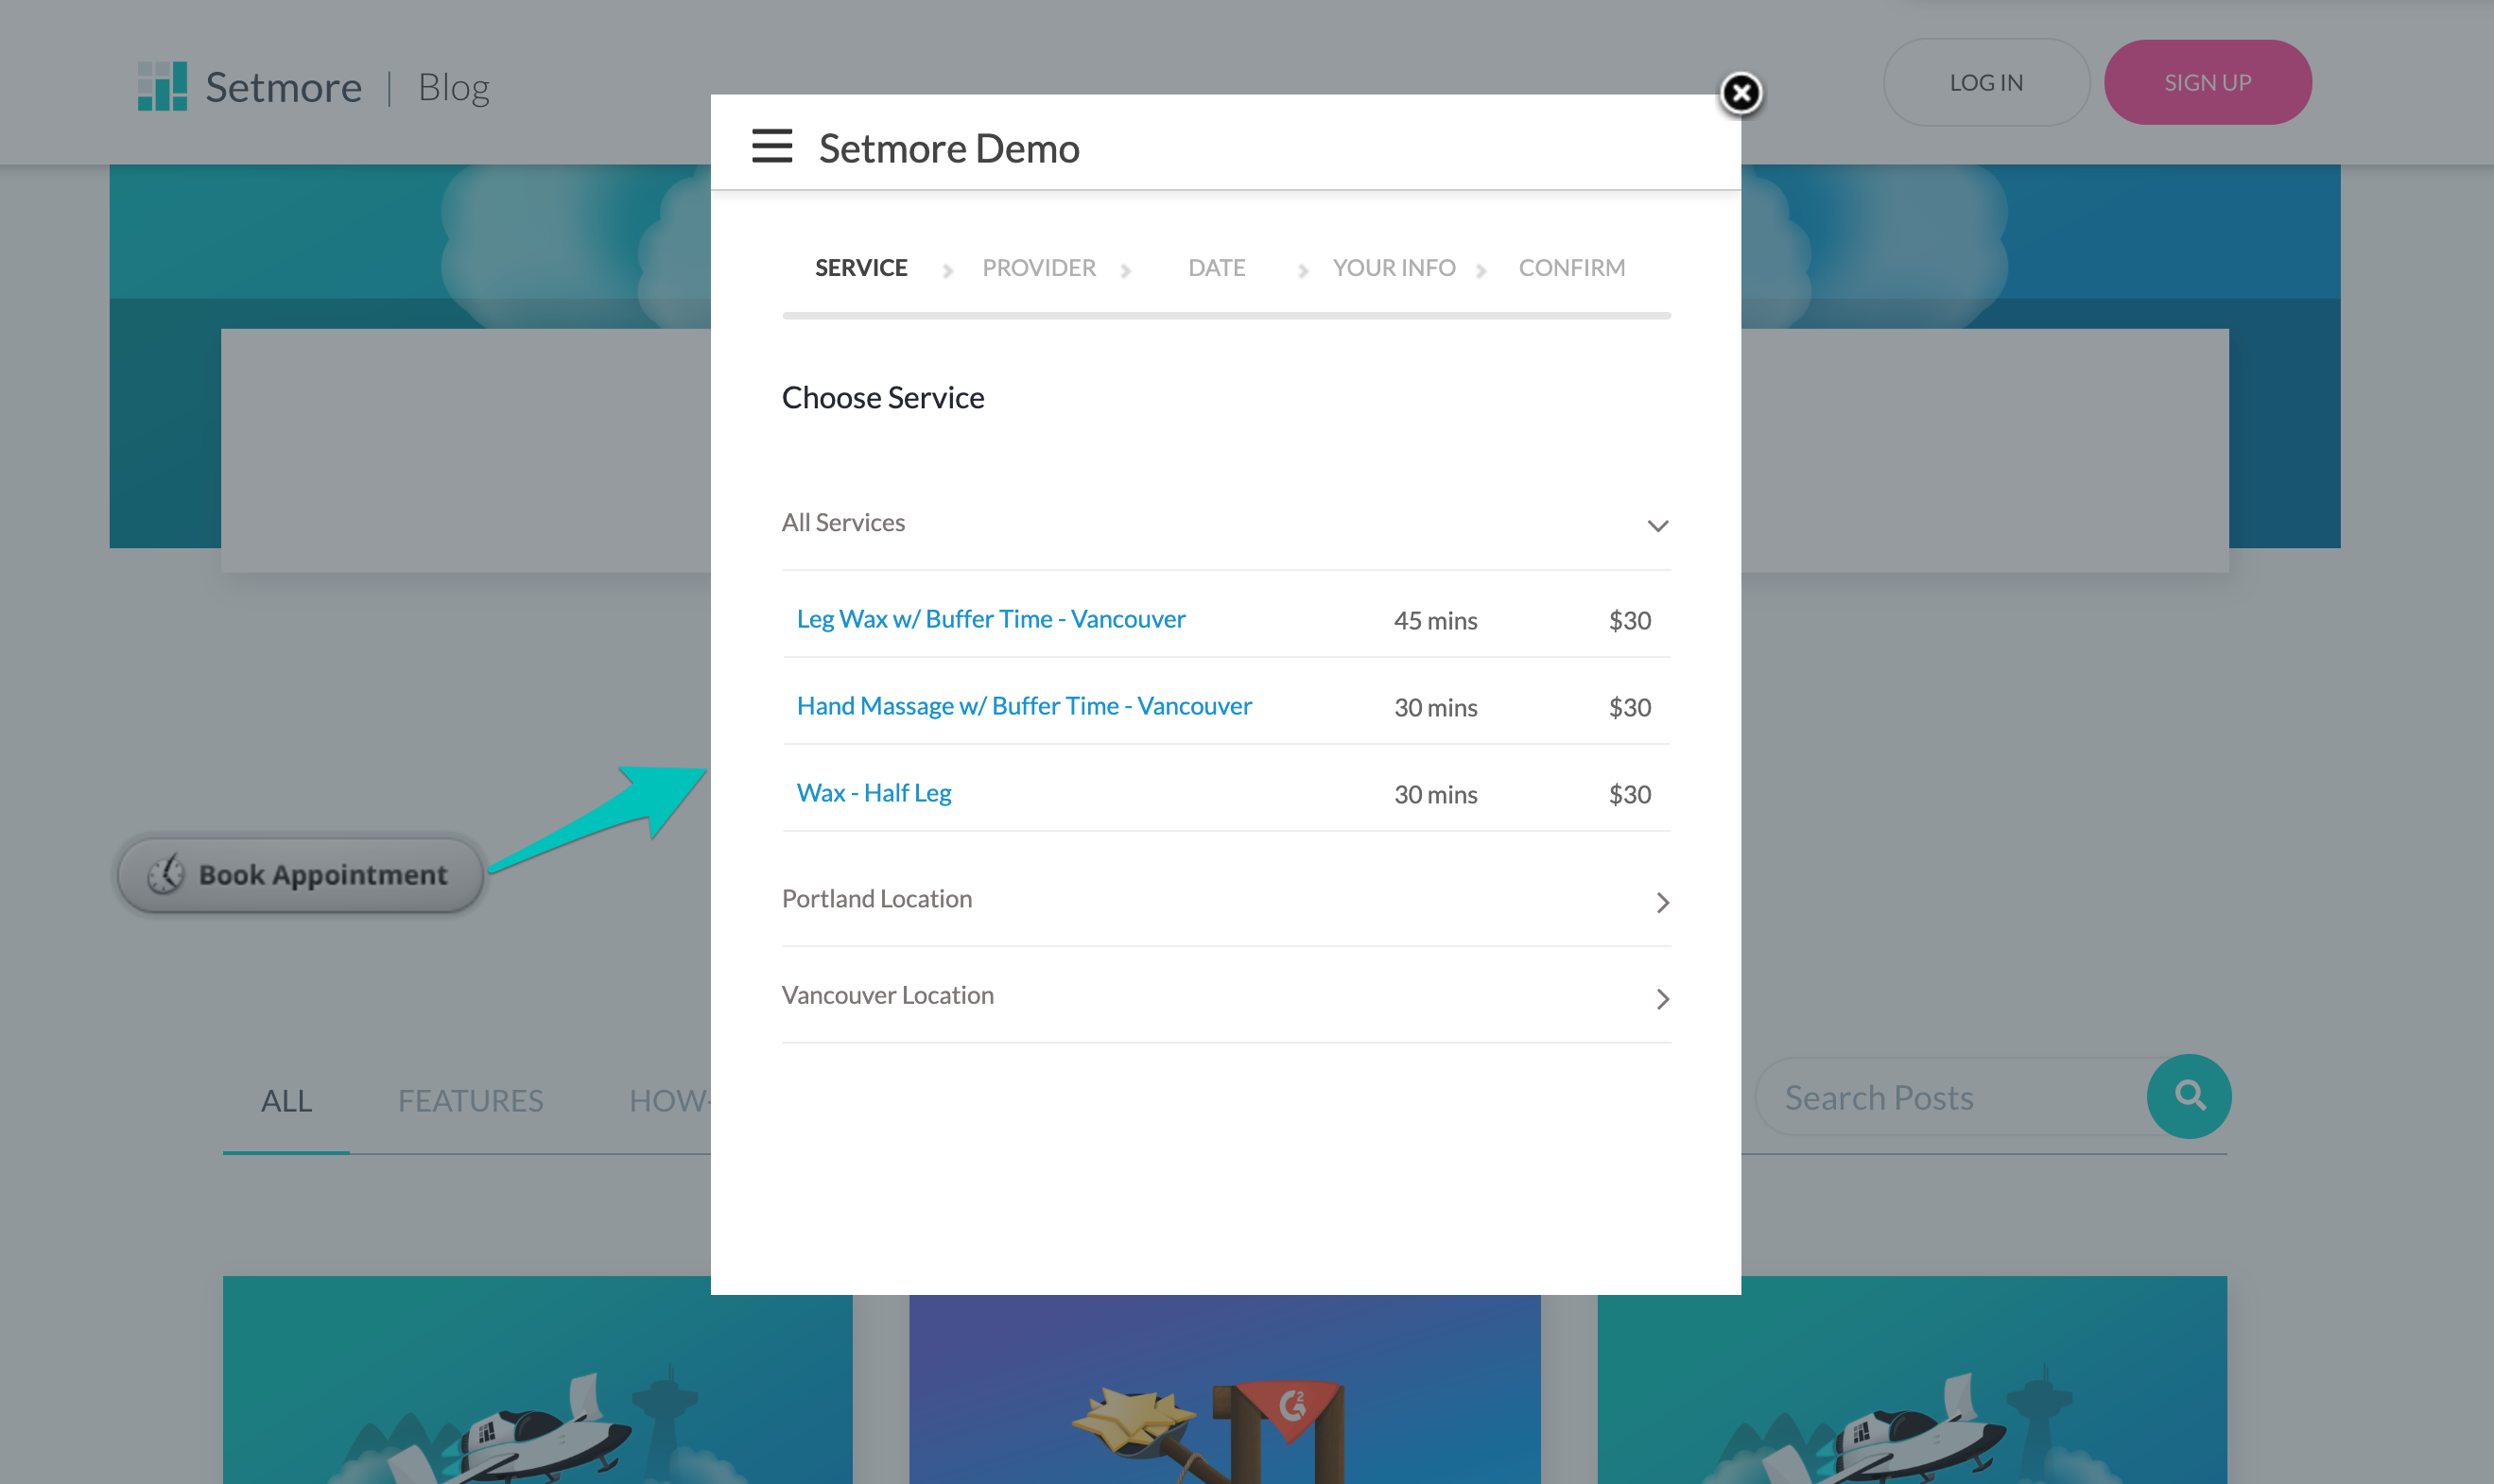 Setmore | Blog
LOG IN
SIGN UP
Setmore Demo
SERVICE
PROVIDER
DATE
YOUR INFO
CONFIRM
Choose Service
All Services
Leg Wax w/ Buffer Time - Vancouver 45 mins $30
Hand Massage w/ Buffer Time - Vancouver 30 mins $30
Wax - Half Leg 30 mins $30
Book Appointment
Portland Location
Vancouver Location
ALL
FEATURES
HOW-
Search Posts
G2